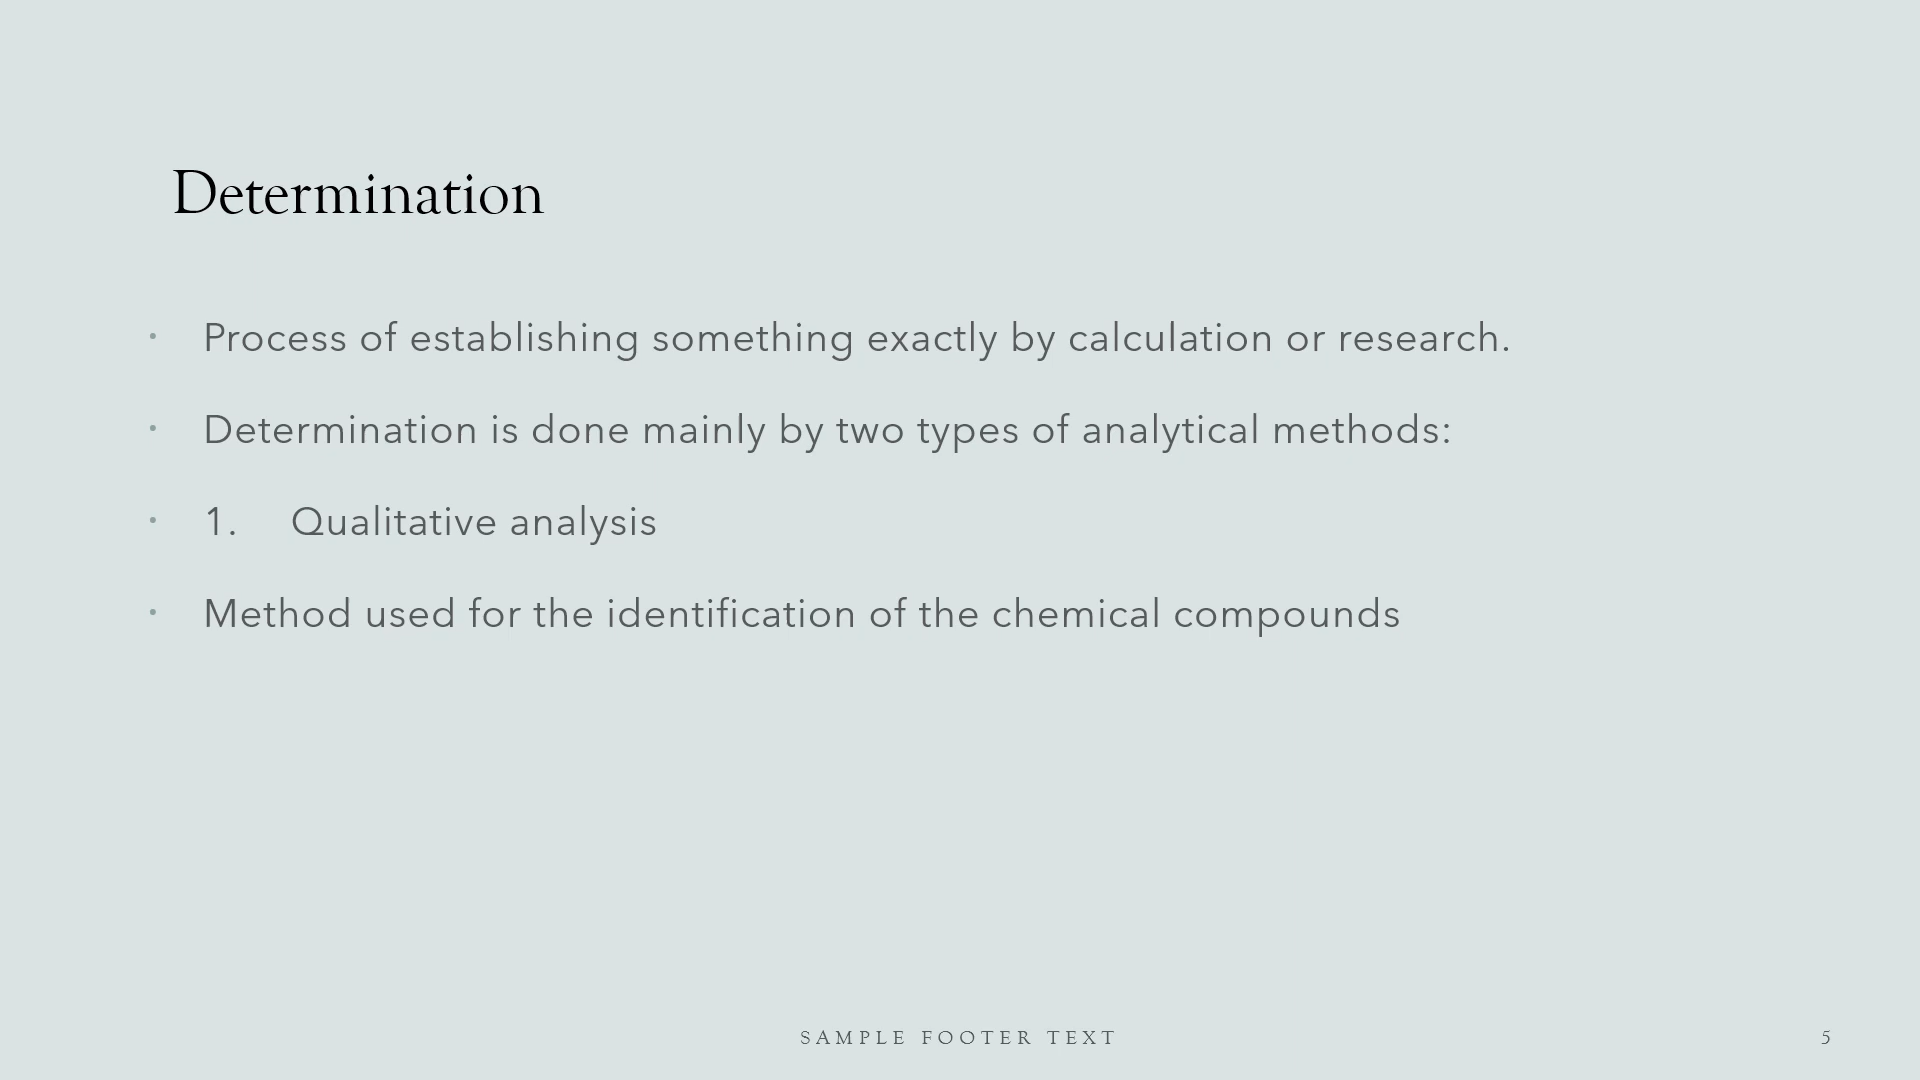 Determination
• Process of establishing something exactly by calculation or research.
• Determination is done mainly by two types of analytical methods:
• 1. Qualitative analysis
• Method used for the identification of the chemical compounds
SAMPLE FOOTER TEXT
5